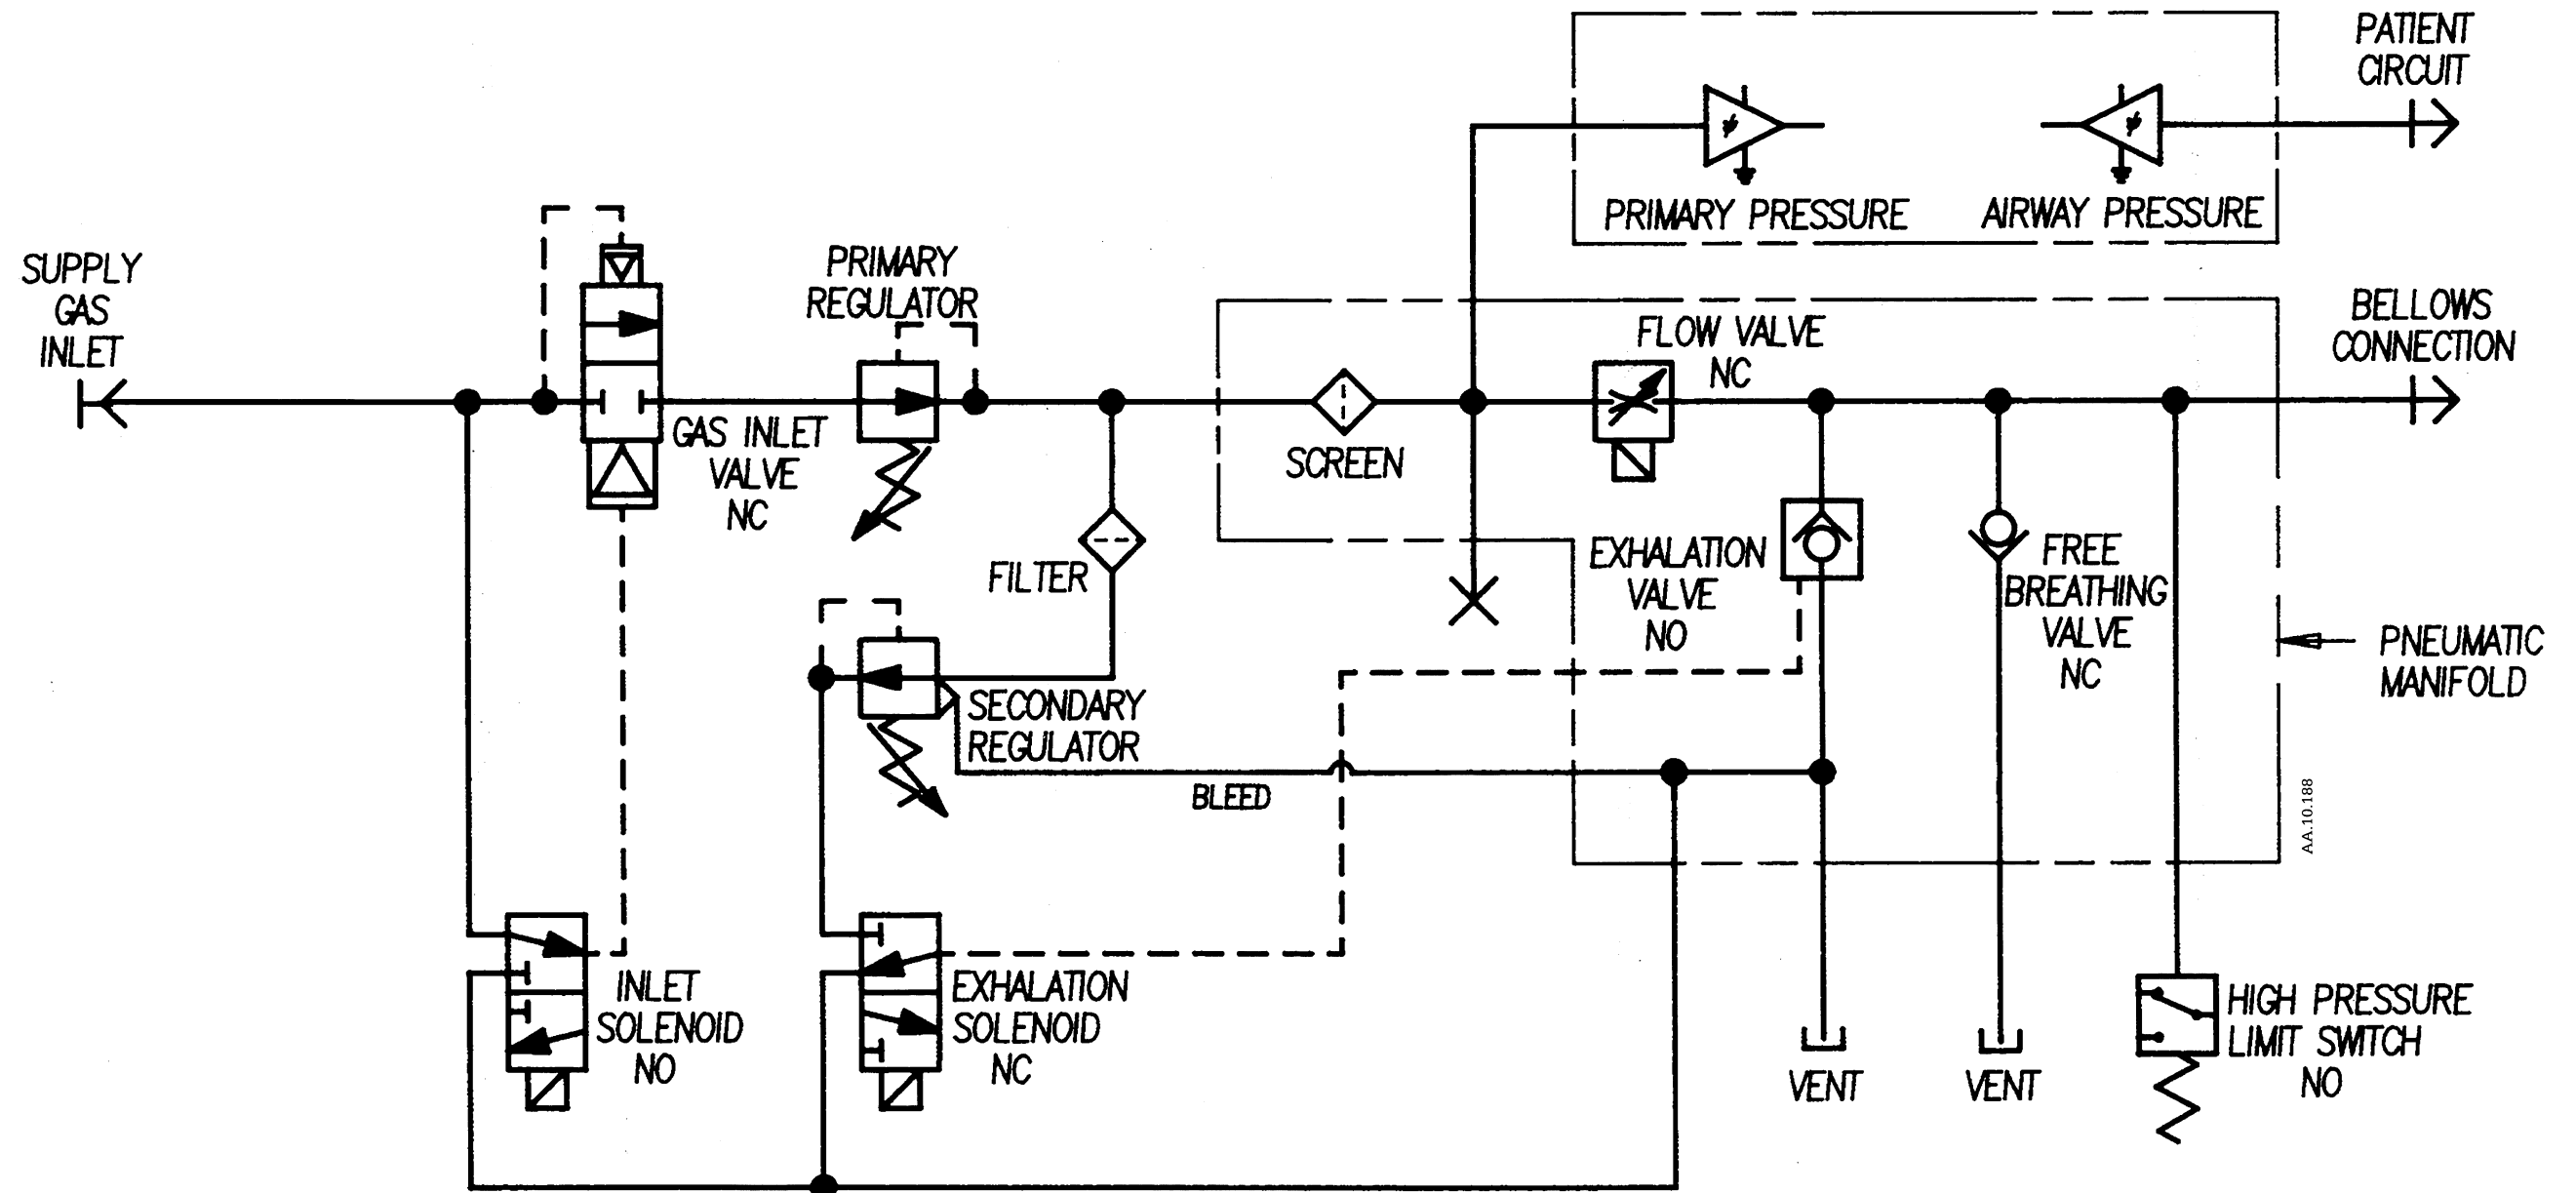 PATIENT
CIRCUIT
PRIMARY PRESSURE
AIRWAY PRESSURE
SUPPLY
GAS
INLET
PRIMARY
REGULATOR
GAS INLET
VALVE
NC
FLOW VALVE
NC
BELLOWS
CONNECTION
SCREEN
FILTER
EXHALATION
VALVE
NO
FREE
BREATHING
VALVE
NC
PNEUMATIC
MANIFOLD
SECONDARY
REGULATOR
BLEED
AA.10.188
INLET
SOLENOID
NO
EXHALATION
SOLENOID
NC
VENT
VENT
HIGH PRESSURE
LIMIT SWITCH
NO